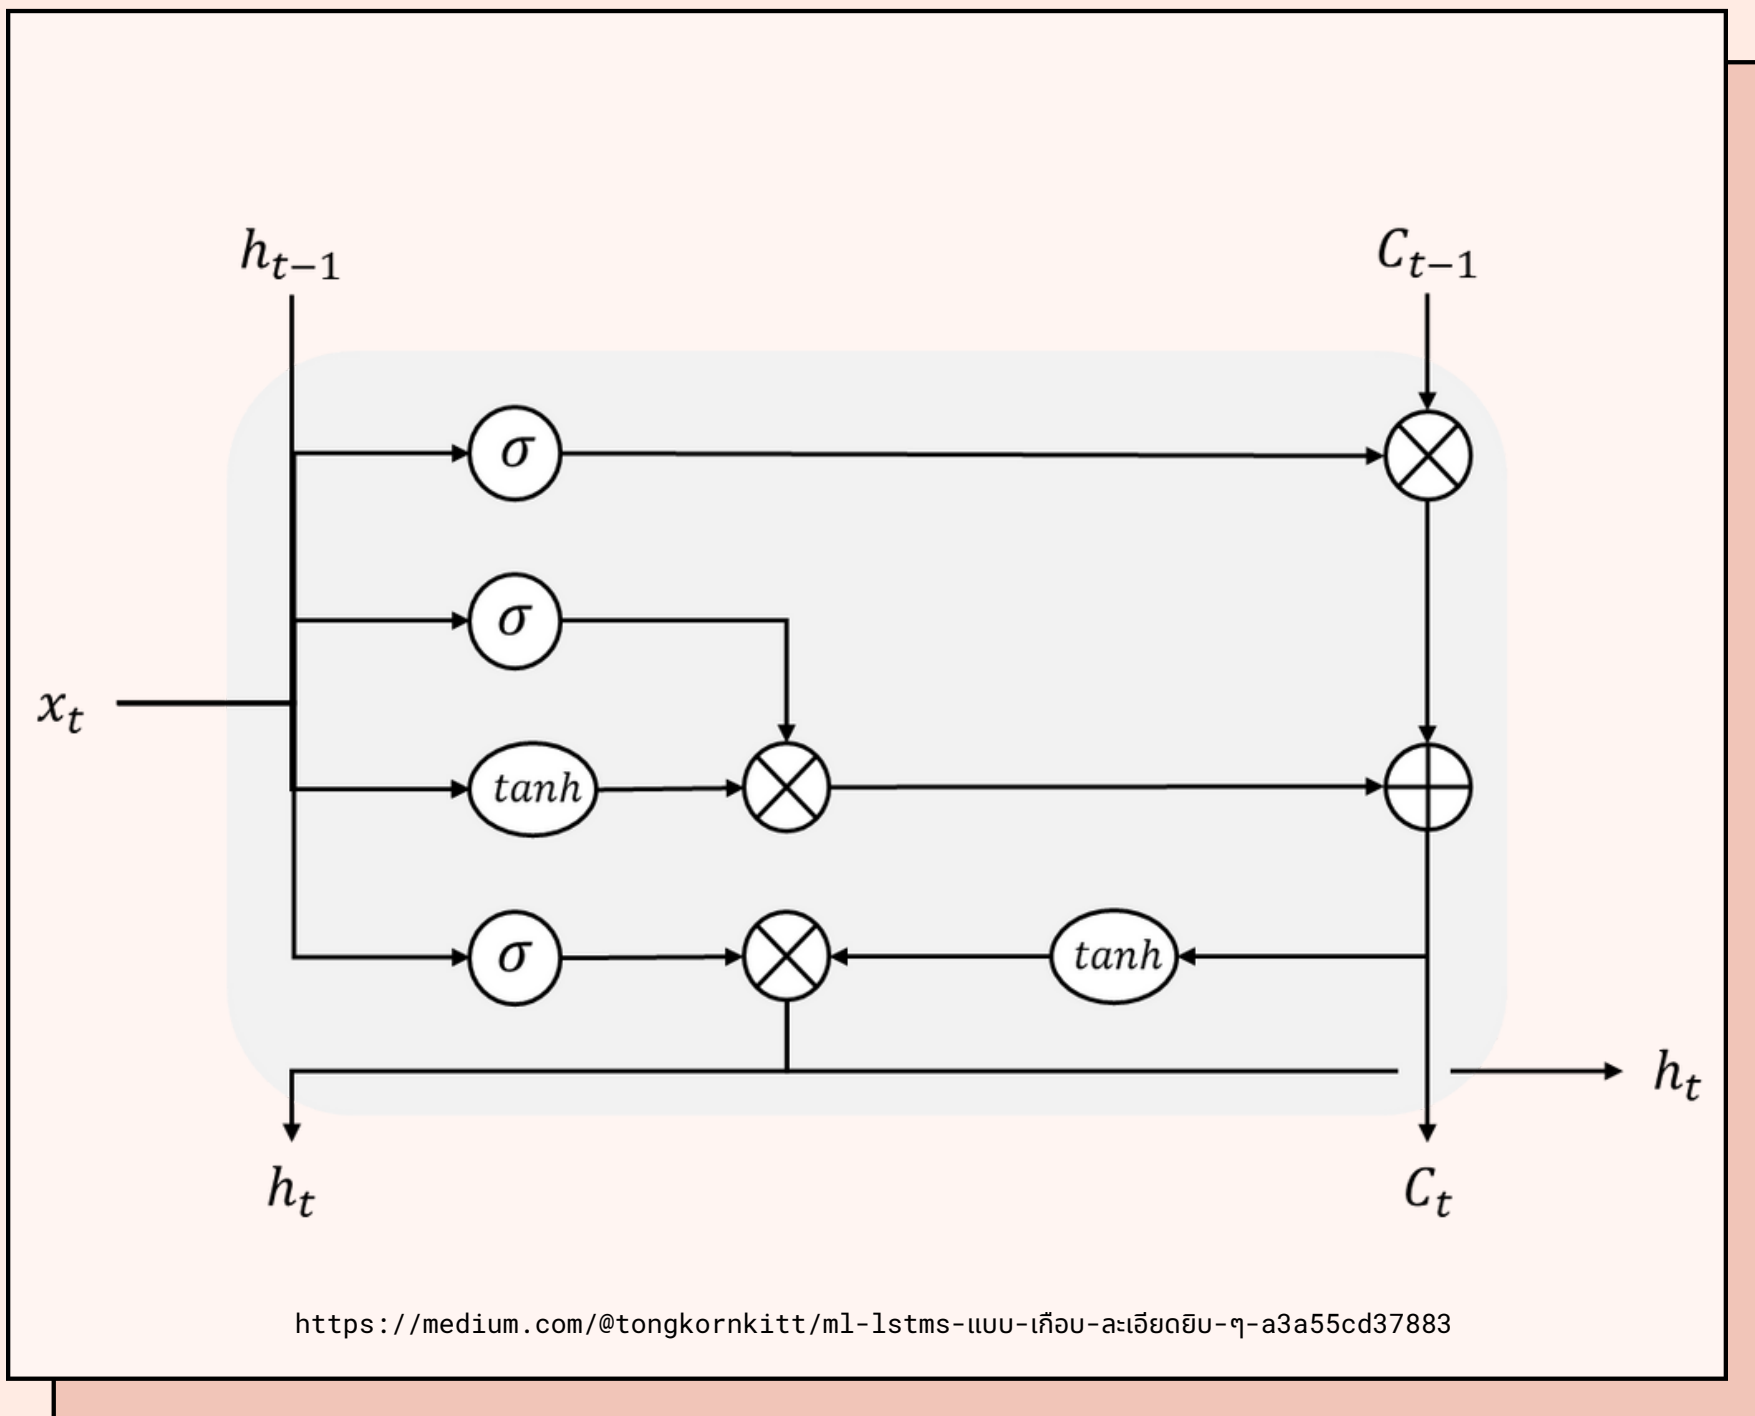 h_{t-1}
C_{t-1}
σ
σ
x_t
tanh
σ
tanh
h_t
h_t
C_t
https://medium.com/@tongkornkitt/ml-lstms-แบบ-เกือบ-ละเอียดยิบ-ๆ-a3a55cd37883